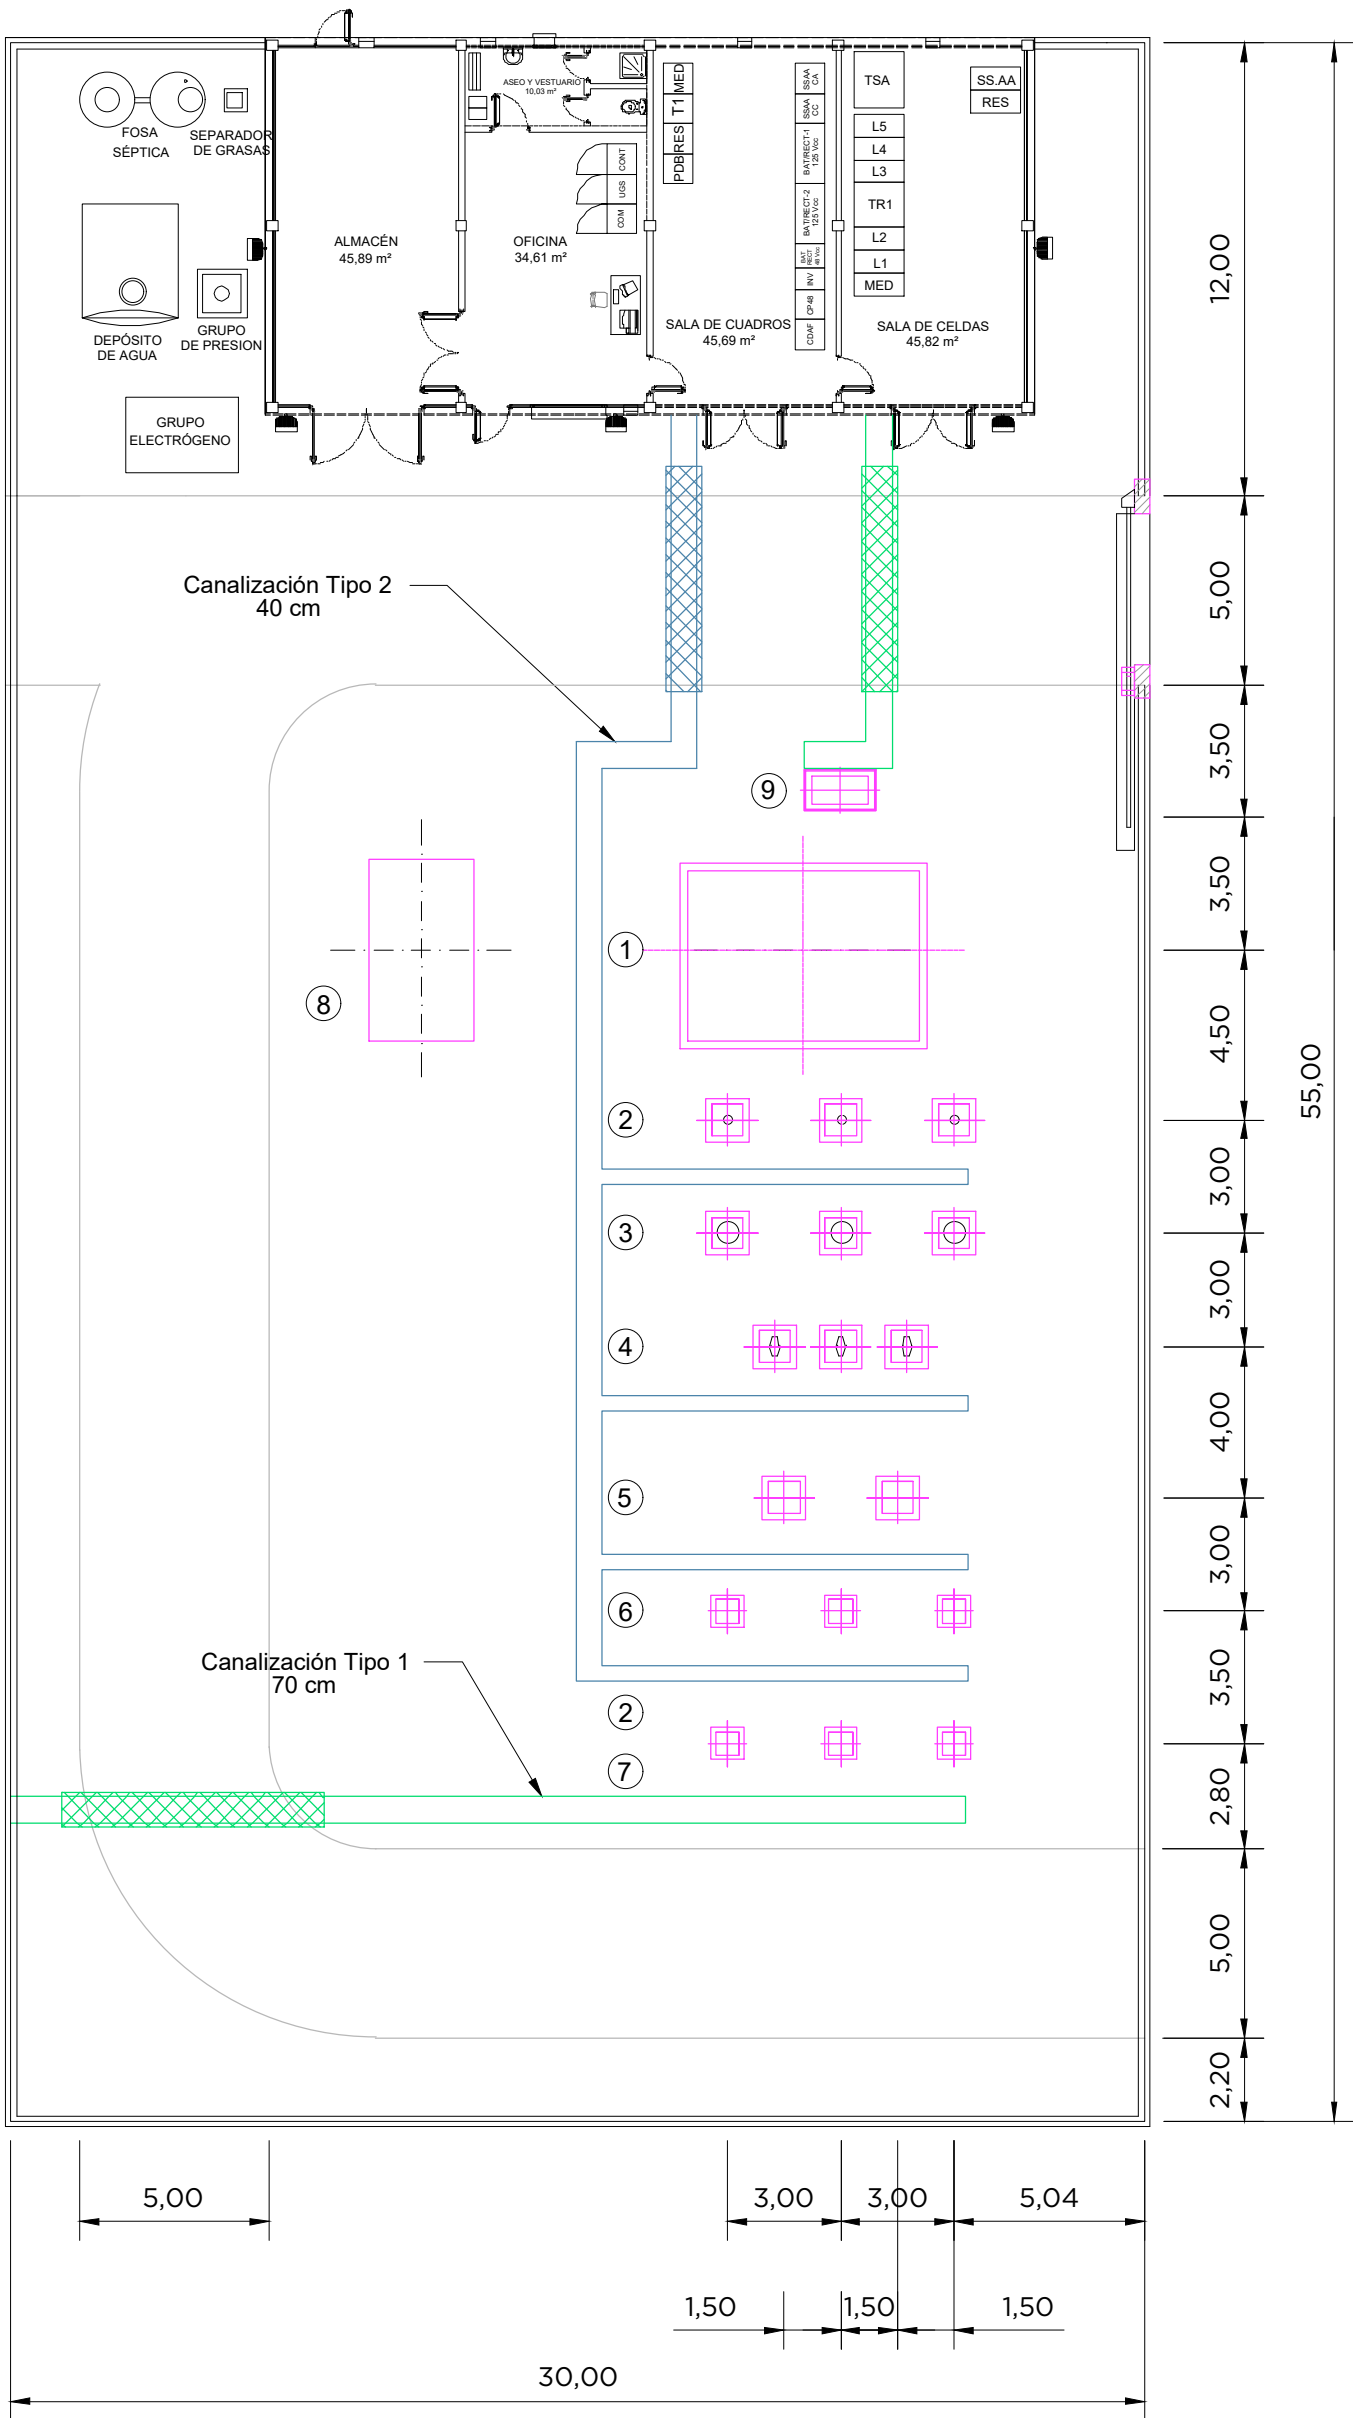 FOSA
SÉPTICA
SEPARADOR
DE GRASAS
DEPÓSITO
DE AGUA
GRUPO
DE PRESION
GRUPO
ELECTRÓGENO
ALMACÉN
45,89 m²
ASEO Y VESTUARIO
10,03 m²
OFICINA
34,61 m²
CONT
UGS
COM
MED
T1
RES
PDB
SALA DE CUADROS
45,69 m²
SSAA
CA
SSAA
CC
BAT/RECT-1
125 Vcc
BAT/RECT-2
125 Vcc
BAT
RECT
48 Vcc
INV
CP48
CDAF
TSA
L5
L4
L3
TR1
L2
L1
MED
SS.AA
RES
SALA DE CELDAS
45,82 m²
Canalización Tipo 2
40 cm
9
1
8
2
3
4
5
6
Canalización Tipo 1
70 cm
2
7
12,00
5,00
3,50
3,50
4,50
3,00
3,00
4,00
3,00
3,50
2,80
5,00
2,20
55,00
5,00
3,00
3,00
5,04
1,50
1,50
1,50
30,00